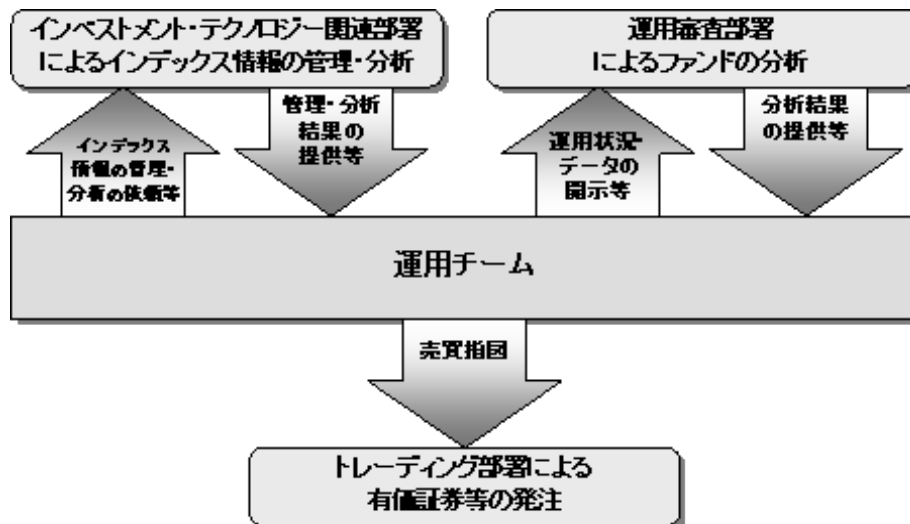 インベストメント・テクノロジー関連部署
によるインデックス情報の管理・分析
運用審査部署
によるファンドの分析
インデックス
情報の管理・
分析の依頼等
管理・分析
結果の
提供等
運用状況・
データの
開示等
分析結果
の提供等
運用チーム
売買指図
トレーディング部署による
有価証券等の発注